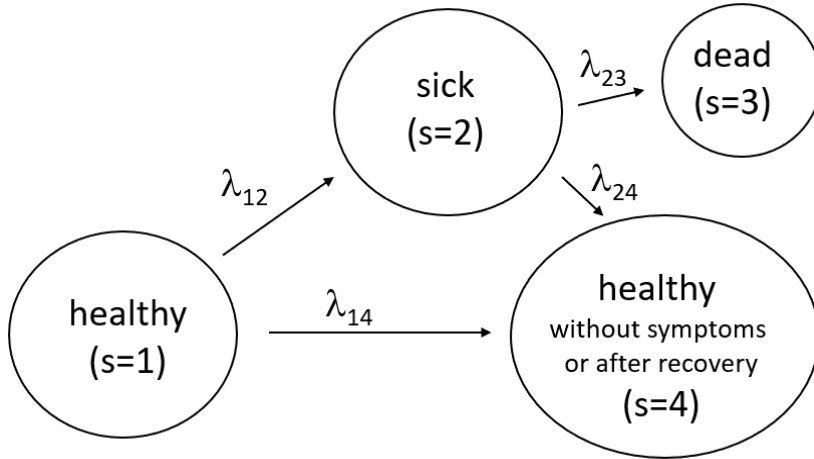 sick
(s=2)
λ23
dead
(s=3)
λ12
λ24
healthy
(s=1)
λ14
healthy
without symptoms
or after recovery
(s=4)